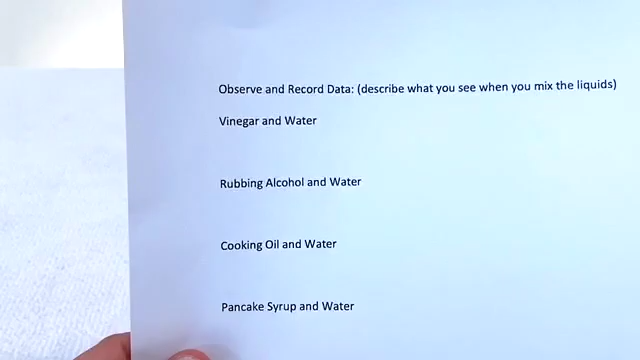 Observe and Record Data: (describe what you see when you mix the liquids)
Vinegar and Water
Rubbing Alcohol and Water
Cooking Oil and Water
Pancake Syrup and Water